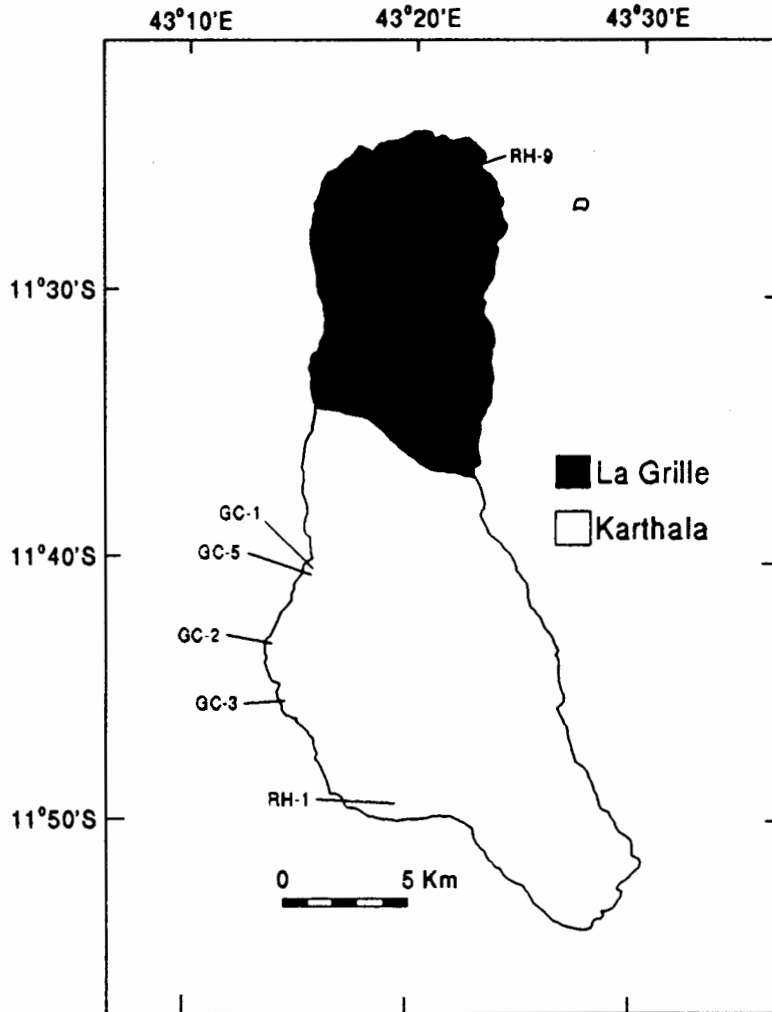 43°10'E 43°20'E 43°30'E
RH-9
11°30'S
La Grille
Karthala
GC-1
GC-5
11°40'S
GC-2
GC-3
RH-1
11°50'S
0 5 Km